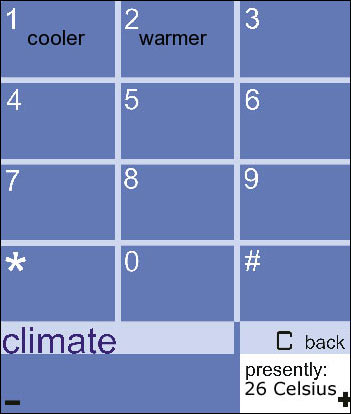 1 cooler 2 warmer 3
4 5 6
7 8 9
* 0 #
climate C back
presently:
26 Celsius
- +